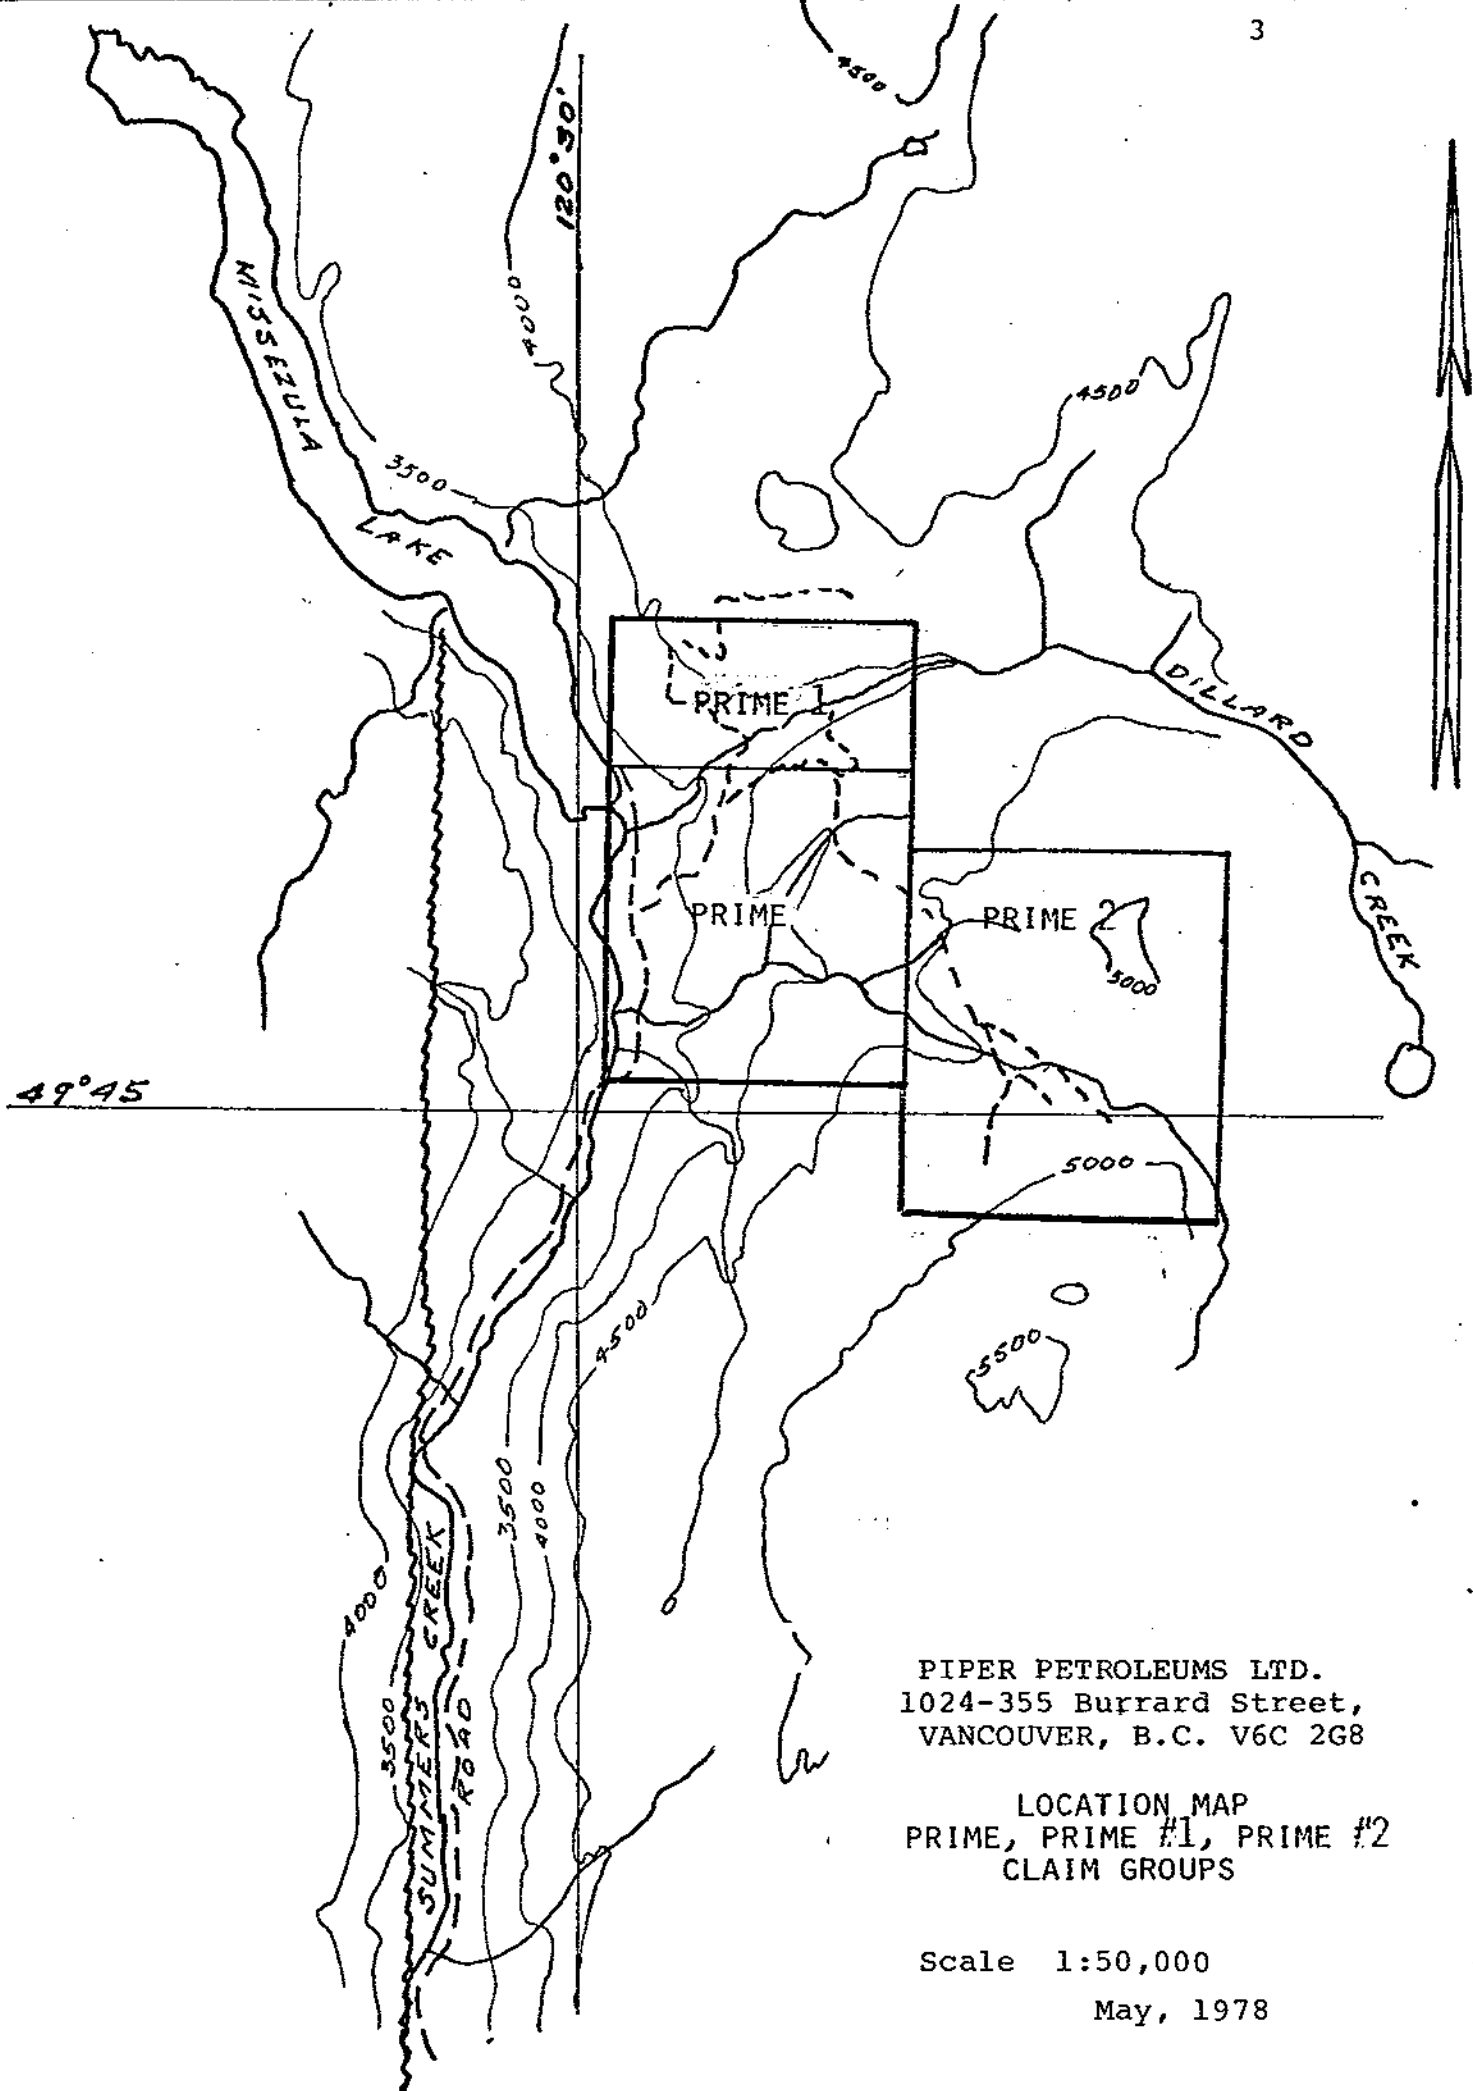 3
4500
120°30'
MISSEZULA
4000
4500
3500
LAKE
PRIME 1
DILLARD
PRIME
PRIME 2
5000
CREEK
49°45
5000
4500
5500
3500
4000
4000
3500
SUMMERS CREEK
ROAD
PIPER PETROLEUMS LTD.
1024-355 Burrard Street,
VANCOUVER, B.C. V6C 2G8
LOCATION MAP
PRIME, PRIME #1, PRIME #2
CLAIM GROUPS
Scale 1:50,000
May, 1978